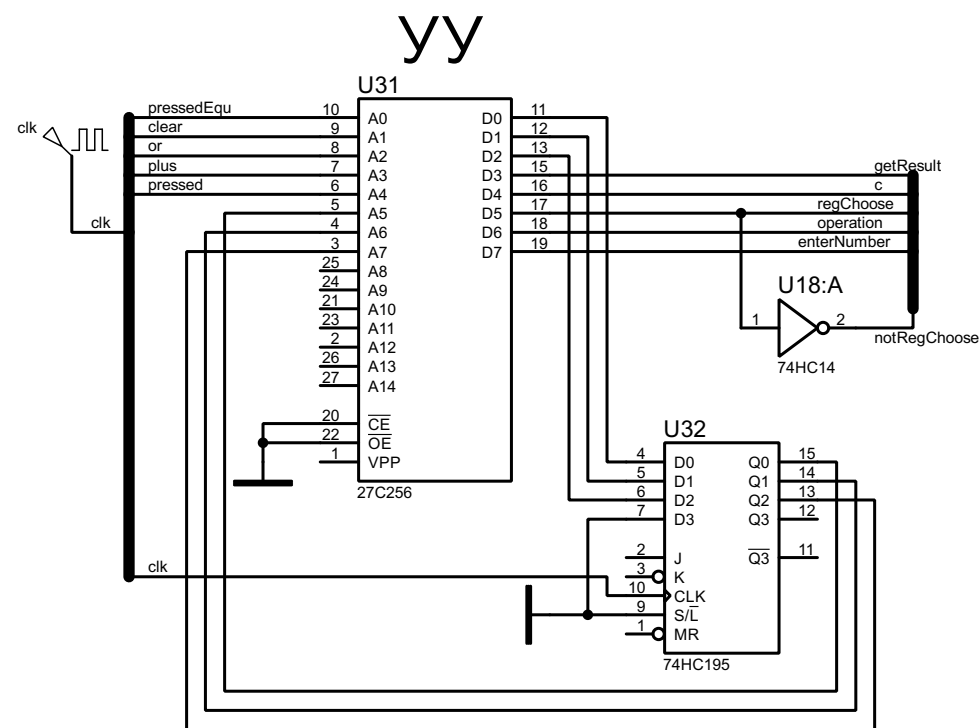 yy
U31
pressedEqu 10 A0 D0 11
clk clear 9 A1 D1 12
or 8 A2 D2 13
plus 7 A3 D3 15 getResult
pressed 6 A4 D4 16 c
5 A5 D5 17 regChoose
clk 4 A6 D6 18 operation
3 A7 D7 19 enterNumber
25 A8
24 A9 U18:A
21 A10
23 A11 1 2 notRegChoose
2 A12
26 A13 74HC14
27 A14
20 CE
22 OE U32
1 VPP 4 D0 Q0 15
27C256 5 D1 Q1 14
6 D2 Q2 13
7 D3 Q3 12
2 J Q3 11
clk 3 K
10 CLK
9 S/L
1 MR
74HC195